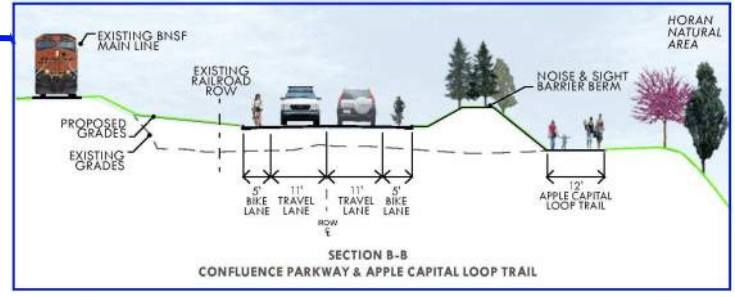 EXISTING BNSF
MAIN LINE
HORAN
NATURAL
AREA
EXISTING
RAILROAD
ROW
NOISE & SIGHT
BARRIER BERM
PROPOSED
GRADES
EXISTING
GRADES
5'
BIKE
LANE
11'
TRAVEL
LANE
11'
TRAVEL
LANE
5'
BIKE
LANE
12'
APPLE CAPITAL
LOOP TRAIL
ROW
℄
SECTION B-B
CONFLUENCE PARKWAY & APPLE CAPITAL LOOP TRAIL